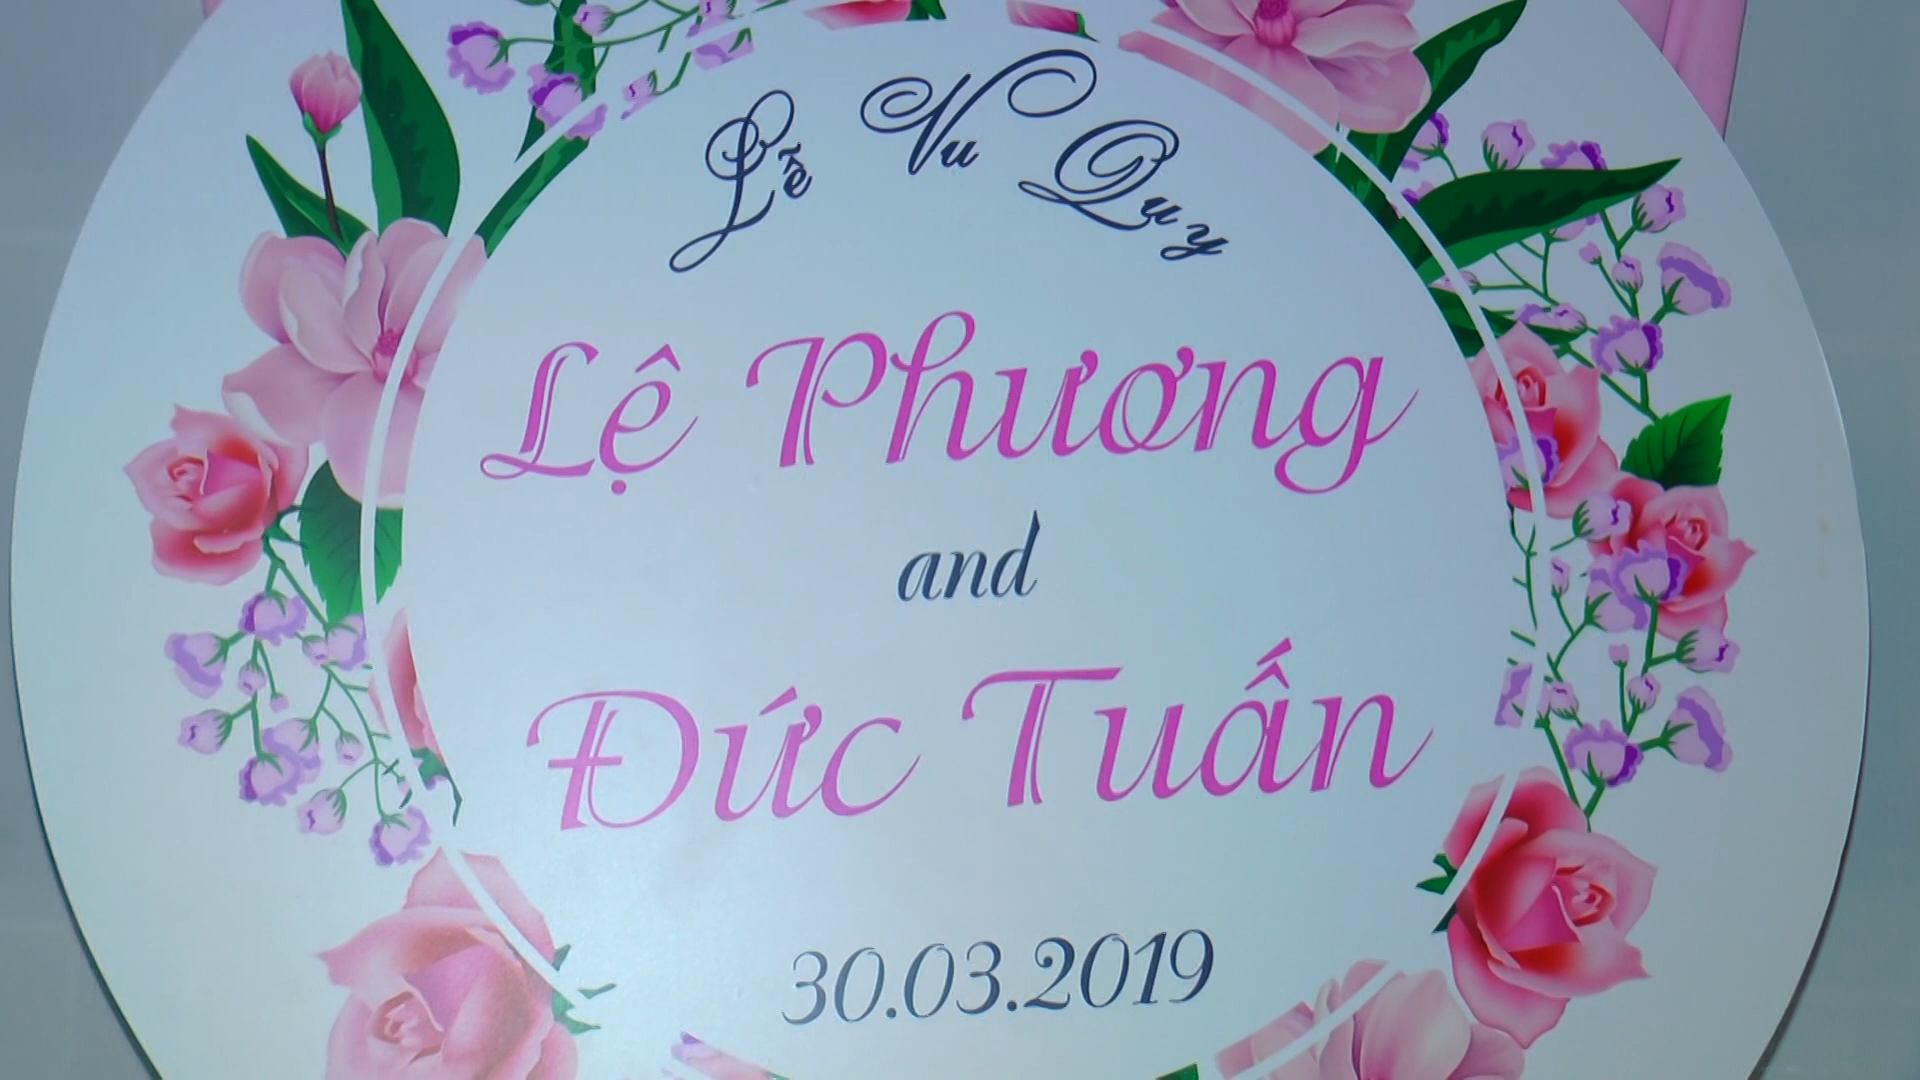 Lễ Vu Quy
Lệ Phương
and
Đức Tuấn
30.03.2019